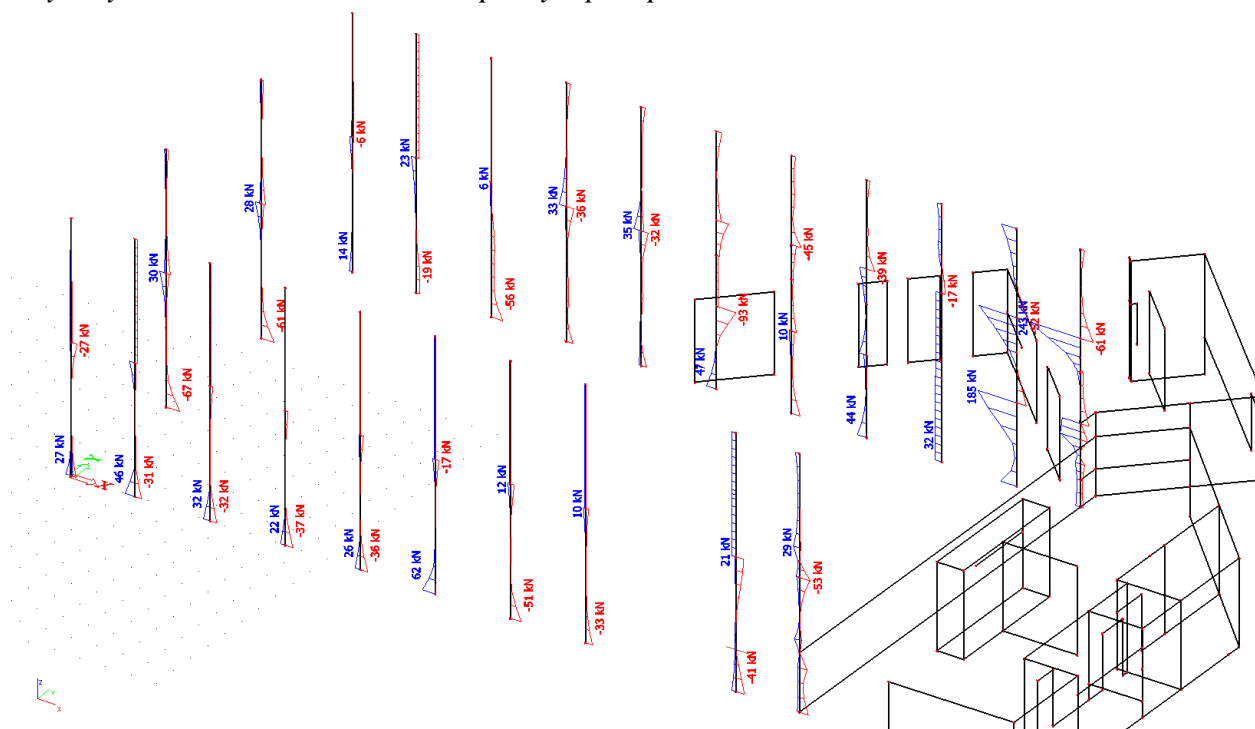 -6 kN
23 kN
6 kN
28 kN
33 kN
-36 kN
35 kN
-32 kN
-45 kN
14 kN
-19 kN
30 kN
-39 kN
-17 kN
-56 kN
243 kN
-52 kN
-61 kN
-93 kN
10 kN
-27 kN
-61 kN
47 kN
-67 kN
44 kN
185 kN
32 kN
27 kN
46 kN
-31 kN
32 kN
-32 kN
22 kN
-37 kN
26 kN
-36 kN
62 kN
-17 kN
12 kN
-51 kN
10 kN
-33 kN
21 kN
-41 kN
29 kN
-53 kN